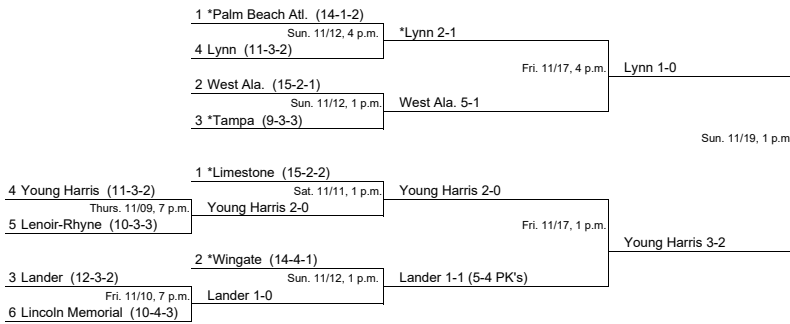 1 *Palm Beach Atl. (14-1-2)
Sun. 11/12, 4 p.m.
*Lynn 2-1
4 Lynn (11-3-2)
Fri. 11/17, 4 p.m.
Lynn 1-0
2 West Ala. (15-2-1)
Sun. 11/12, 1 p.m.
West Ala. 5-1
3 *Tampa (9-3-3)
Sun. 11/19, 1 p.m
1 *Limestone (15-2-2)
4 Young Harris (11-3-2)
Sat. 11/11, 1 p.m.
Young Harris 2-0
Thurs. 11/09, 7 p.m.
Young Harris 2-0
5 Lenoir-Rhyne (10-3-3)
Fri. 11/17, 1 p.m.
Young Harris 3-2
2 *Wingate (14-4-1)
3 Lander (12-3-2)
Sun. 11/12, 1 p.m.
Lander 1-1 (5-4 PK's)
Fri. 11/10, 7 p.m.
Lander 1-0
6 Lincoln Memorial (10-4-3)